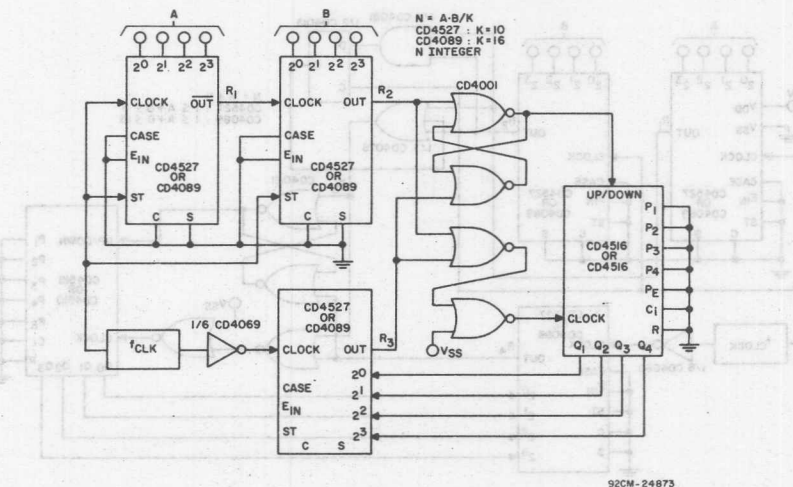 A
B
N = A·B/K
CD4527 : K=10
CD4089 : K=16
N INTEGER
2⁰ 2¹ 2² 2³
2⁰ 2¹ 2² 2³
CLOCK
OUT
R1
CLOCK
OUT
R2
CD4001
CASE
EIN
CD4527
OR
CD4089
ST
C S
CASE
EIN
CD4527
OR
CD4089
ST
C S
UP/DOWN
P1
P2
P3
P4
PE
Ci
R
CD4516
OR
CD4516
CLOCK
Q1 Q2 Q3 Q4
VSS
fCLK
1/6 CD4069
CD4527
OR
CD4089
CLOCK
OUT
R3
2⁰
CASE
2¹
EIN
2²
ST
2³
C S
92CM-24873